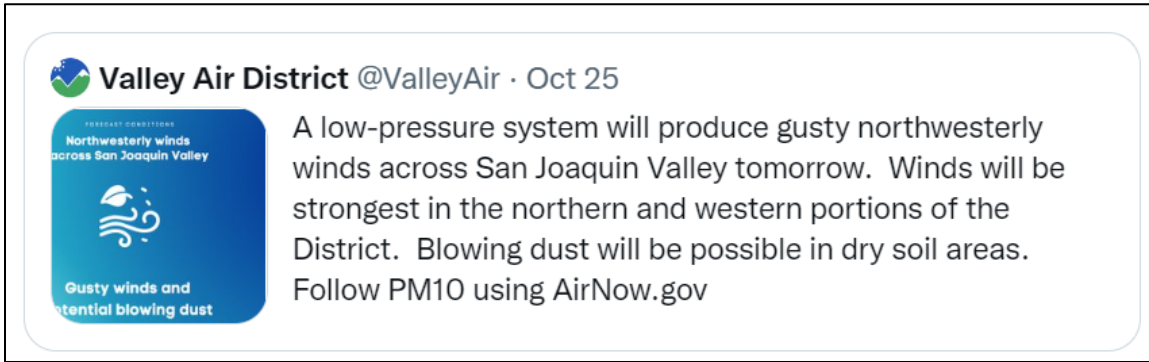 Valley Air District @ValleyAir · Oct 25
FORECAST CONDITIONS
Northwesterly winds
across San Joaquin Valley
Gusty winds and
otential blowing dust
A low-pressure system will produce gusty northwesterly
winds across San Joaquin Valley tomorrow.  Winds will be
strongest in the northern and western portions of the
District.  Blowing dust will be possible in dry soil areas.
Follow PM10 using AirNow.gov